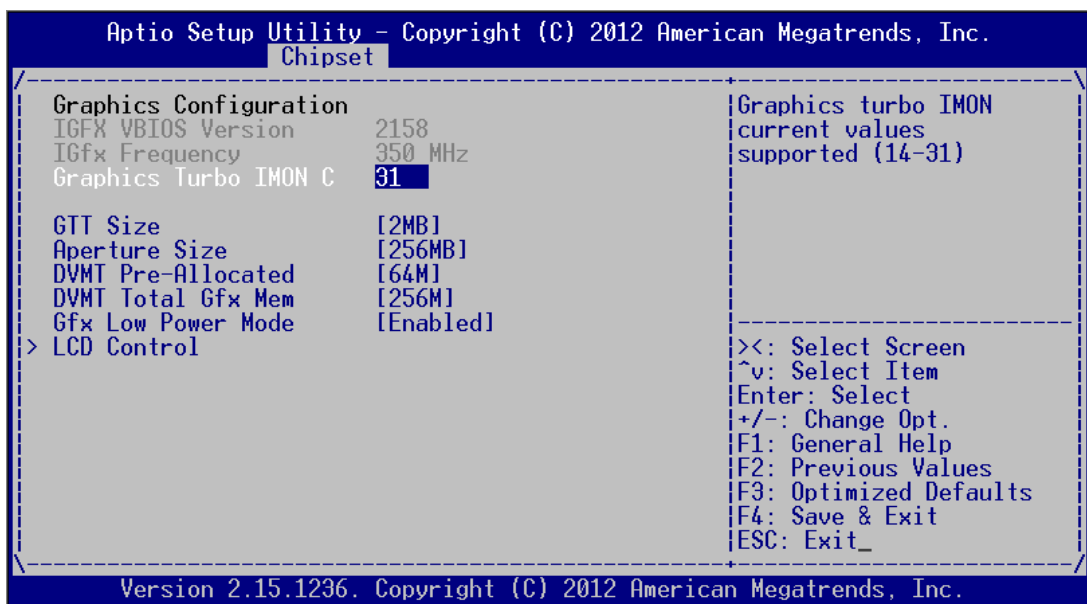 Aptio Setup Utility – Copyright (C) 2012 American Megatrends, Inc.
Chipset
Graphics Configuration
IGFX VBIOS Version 2158
IGfx Frequency 350 MHz
Graphics Turbo IMON C 31
GTT Size [2MB]
Aperture Size [256MB]
DVMT Pre-Allocated [64M]
DVMT Total Gfx Mem [256M]
Gfx Low Power Mode [Enabled]
> LCD Control
Graphics turbo IMON
current values
supported (14-31)
><: Select Screen
^v: Select Item
Enter: Select
+/-: Change Opt.
F1: General Help
F2: Previous Values
F3: Optimized Defaults
F4: Save & Exit
ESC: Exit_
Version 2.15.1236. Copyright (C) 2012 American Megatrends, Inc.